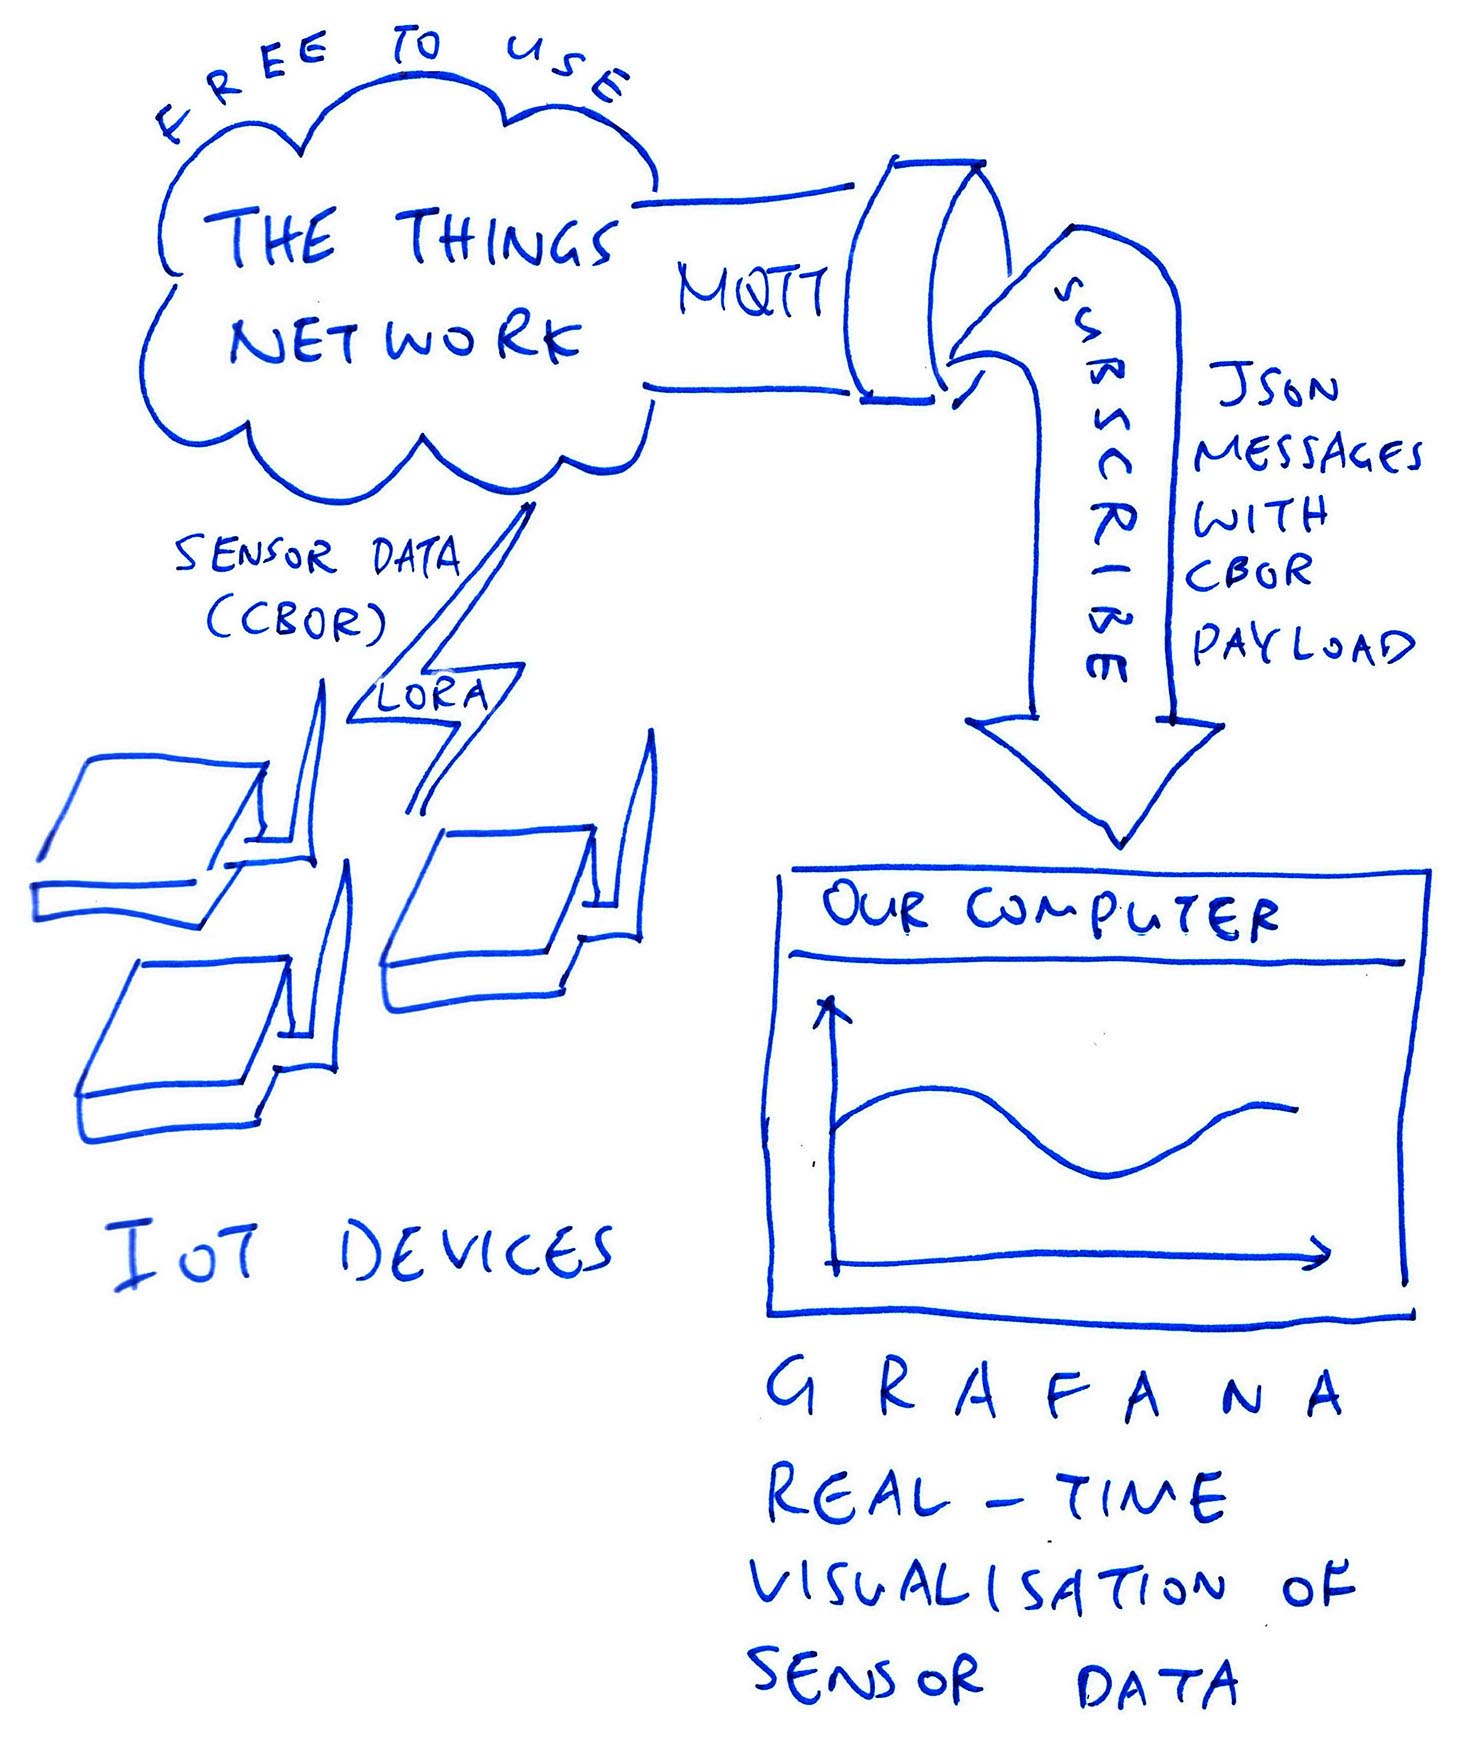 FREE TO USE
THE THINGS
NETWORK
MQTT
SUBSCRIBE
JSON
MESSAGES
WITH
CBOR
PAYLOAD
SENSOR DATA
(CBOR)
LORA
IOT DEVICES
OUR COMPUTER
GRAFANA
REAL-TIME
VISUALISATION OF
SENSOR DATA